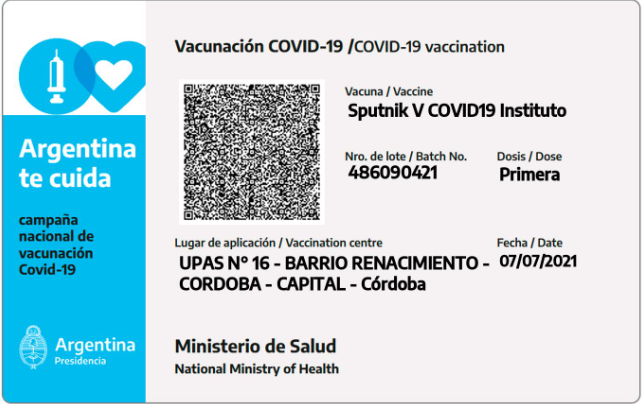 Vacunación COVID-19 /COVID-19 vaccination
Vacuna / Vaccine
Sputnik V COVID19 Instituto
Nro. de lote / Batch No.
486090421
Dosis / Dose
Primera
Lugar de aplicación / Vaccination centre
UPAS N° 16 - BARRIO RENACIMIENTO -
CORDOBA - CAPITAL - Córdoba
Fecha / Date
07/07/2021
Ministerio de Salud
National Ministry of Health
Argentina
te cuida
campaña
nacional de
vacunación
Covid-19
Argentina
Presidencia